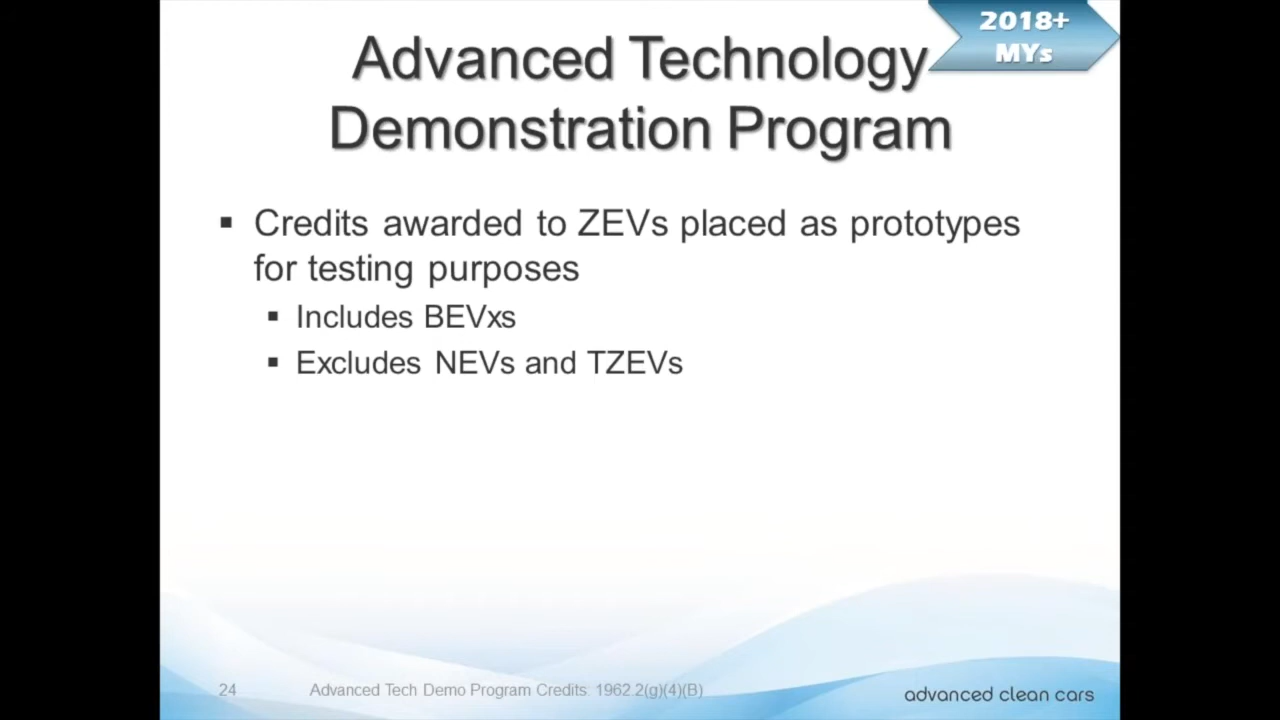 2018+
MYs
Advanced Technology
Demonstration Program
▪ Credits awarded to ZEVs placed as prototypes
for testing purposes
▪ Includes BEVxs
▪ Excludes NEVs and TZEVs
24
Advanced Tech Demo Program Credits: 1962.2(g)(4)(B)
advanced clean cars